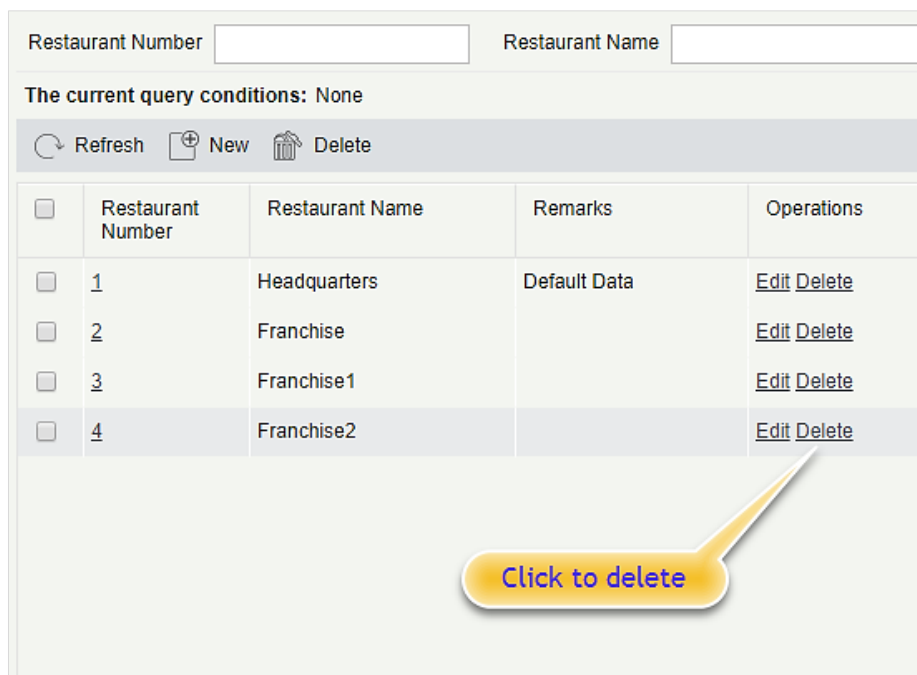 Restaurant Number Restaurant Name
The current query conditions: None
Refresh New Delete
Restaurant Number Restaurant Name Remarks Operations
1 Headquarters Default Data Edit Delete
2 Franchise Edit Delete
3 Franchise1 Edit Delete
4 Franchise2 Edit Delete
Click to delete